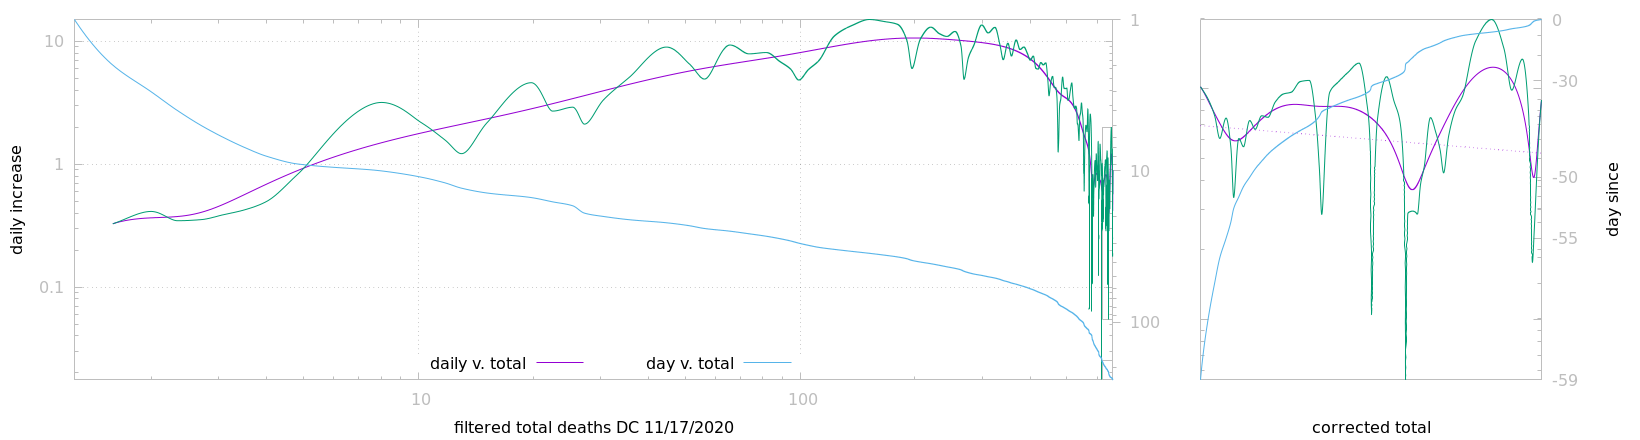 10
1
0.1
daily increase
10
100
1
10
100
daily v. total
day v. total
filtered total deaths DC 11/17/2020
0
-30
-50
-55
-59
day since
corrected total